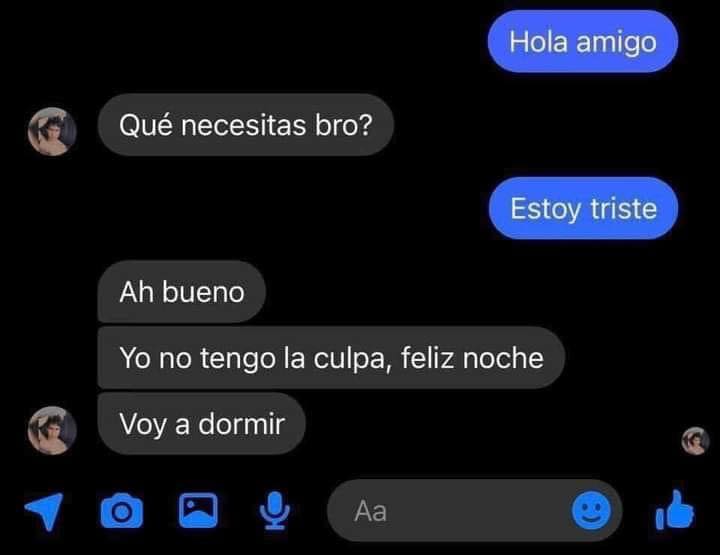 Hola amigo
Qué necesitas bro?
Estoy triste
Ah bueno
Yo no tengo la culpa, feliz noche
Voy a dormir
Aa